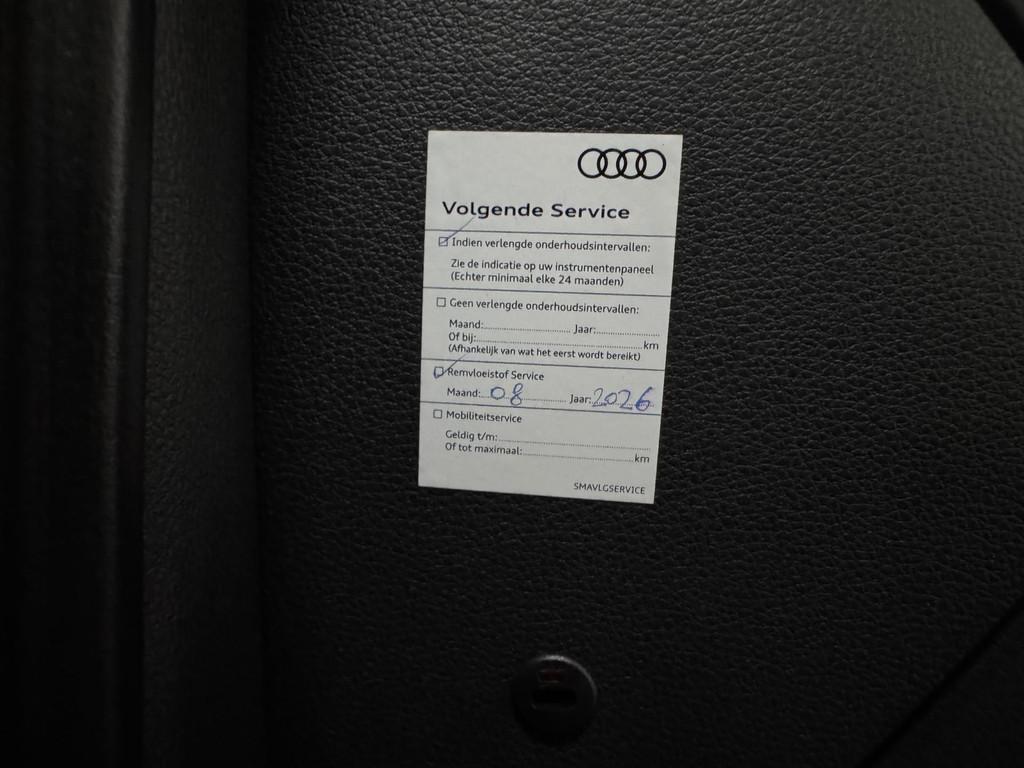 Volgende Service
Indien verlengde onderhoudsintervallen:
Zie de indicatie op uw instrumentenpaneel
(Echter minimaal elke 24 maanden)
Geen verlengde onderhoudsintervallen:
Maand:.......................... Jaar:..................
Of bij:.................................................. km
(Afhankelijk van wat het eerst wordt bereikt)
Remvloeistof Service
Maand: 08 Jaar: 2026
Mobiliteitservice
Geldig t/m:..........................................
Of tot maximaal:................................ km
SMAVLGSERVICE